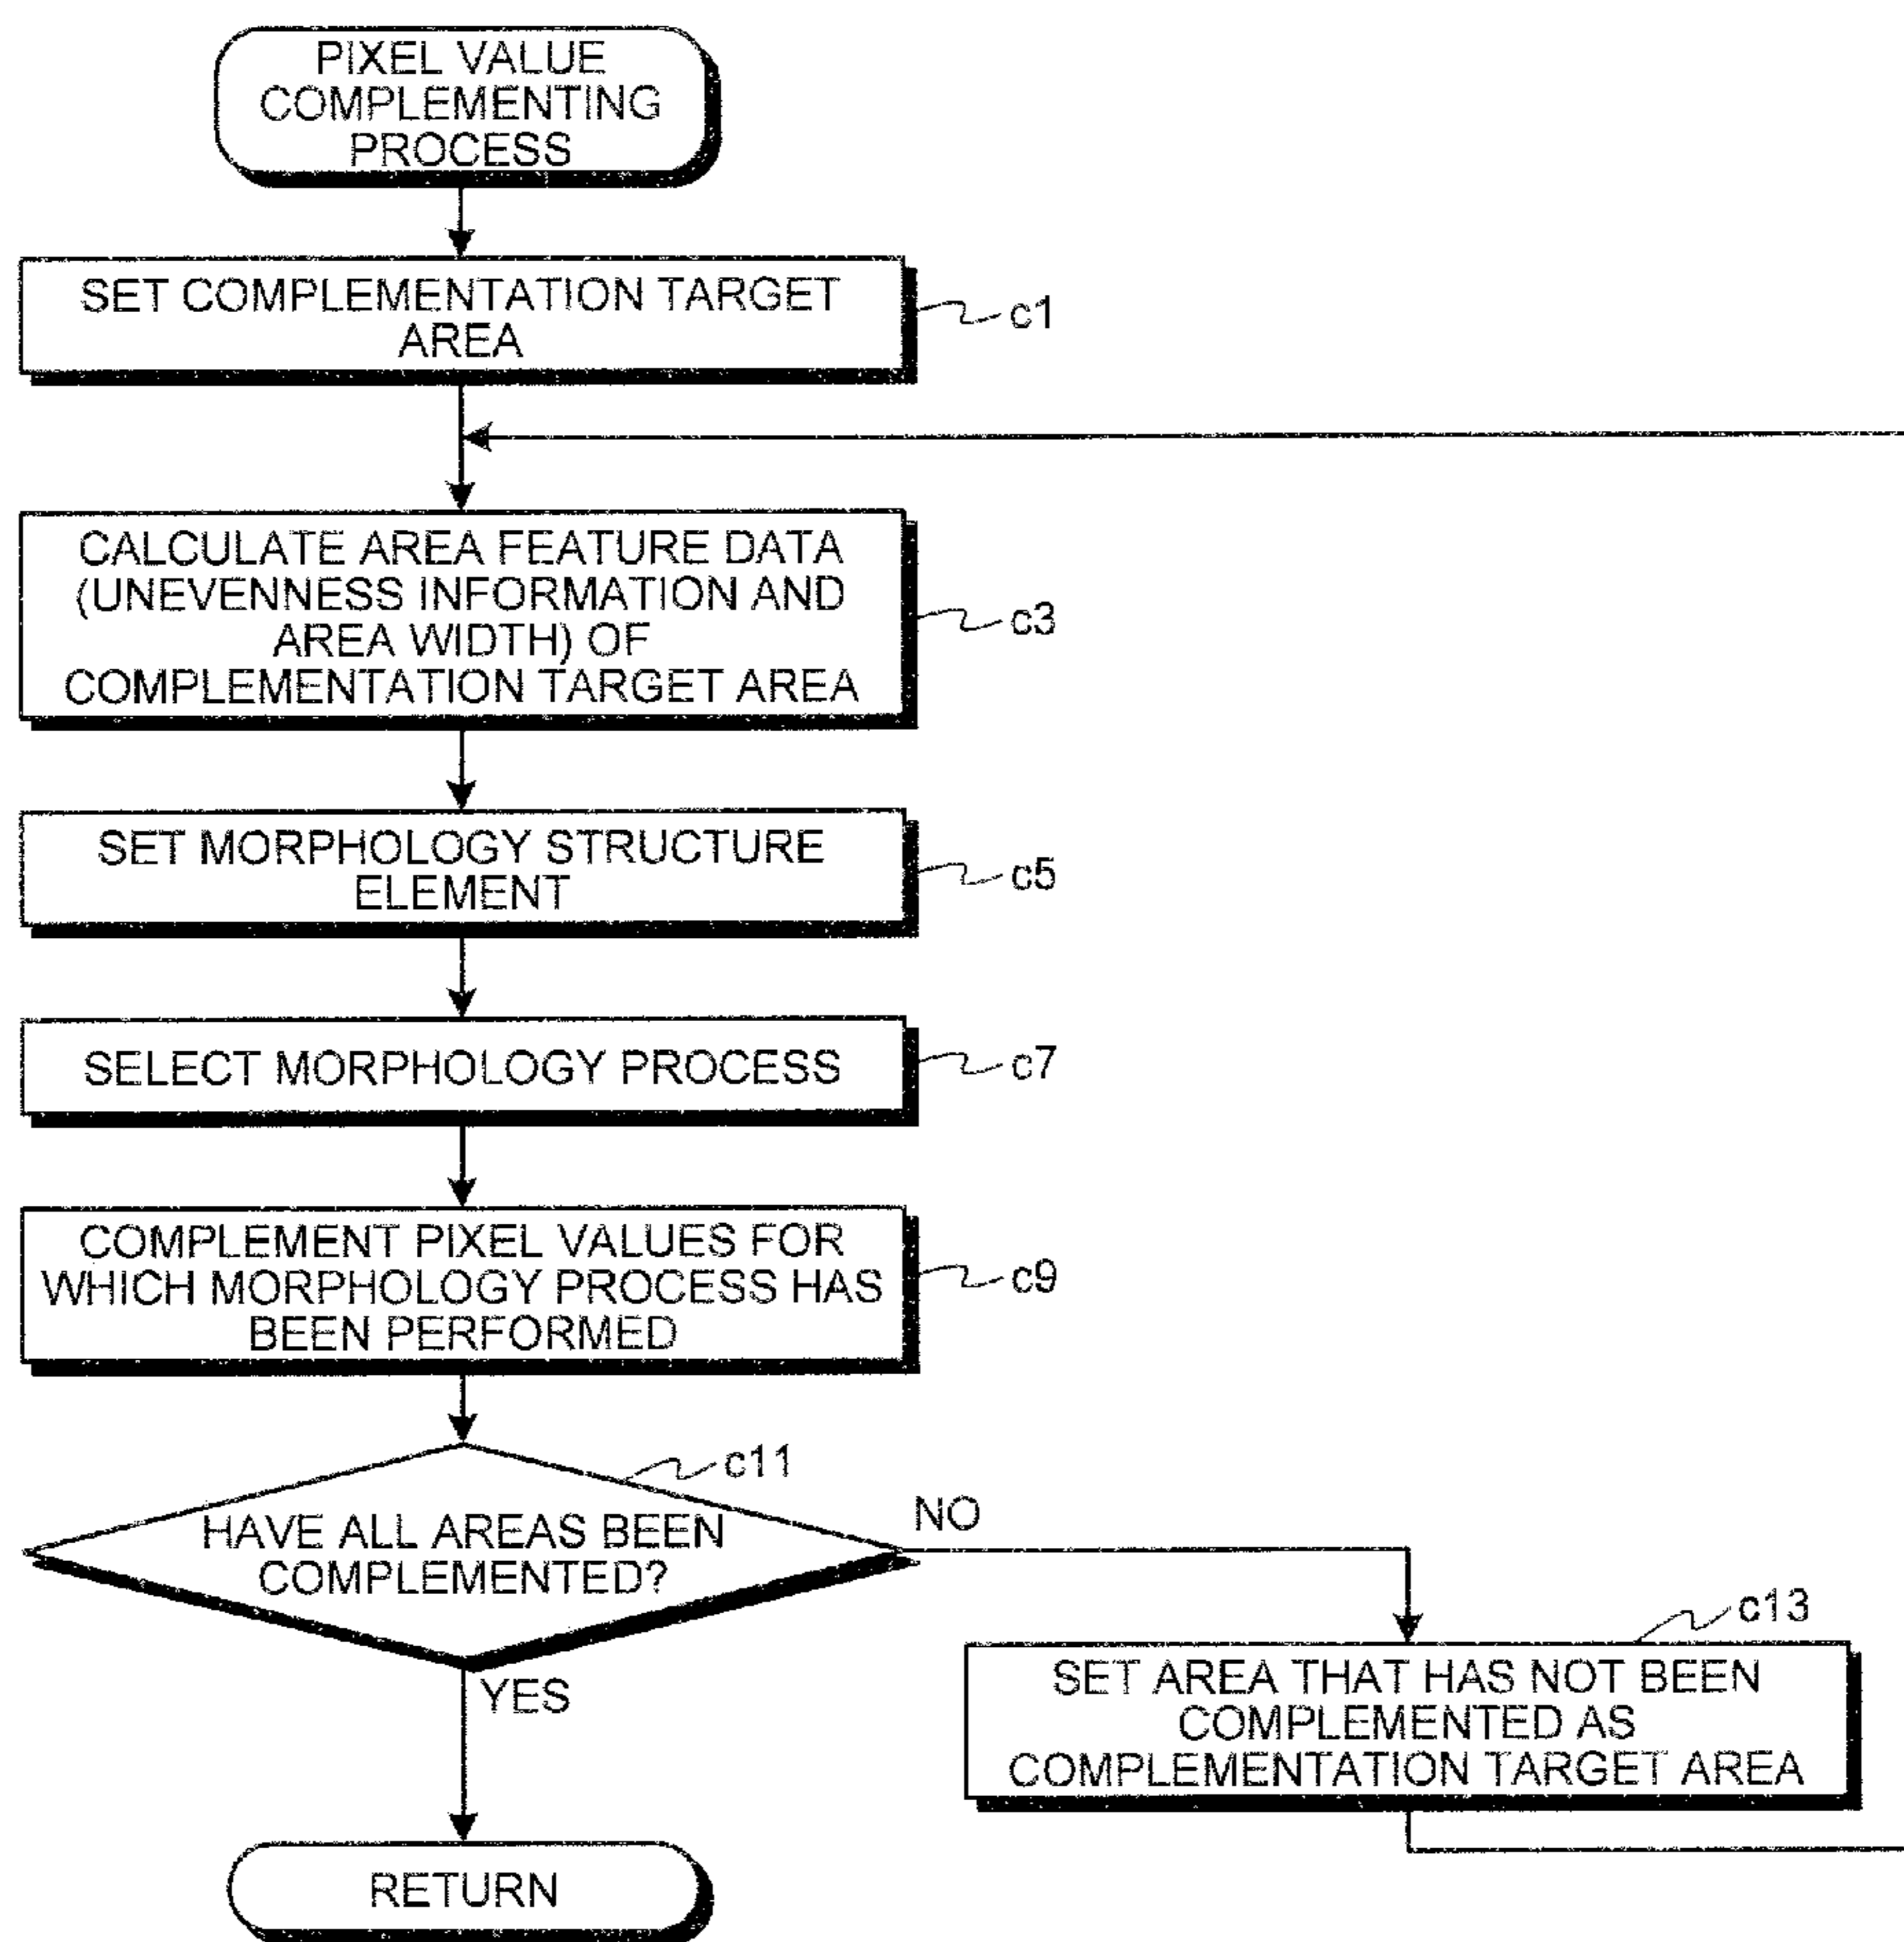 PIXEL VALUE
COMPLEMENTING
PROCESS
SET COMPLEMENTATION TARGET
AREA
c1
CALCULATE AREA FEATURE DATA
(UNEVENNESS INFORMATION AND
AREA WIDTH) OF
COMPLEMENTATION TARGET AREA
c3
SET MORPHOLOGY STRUCTURE
ELEMENT
c5
SELECT MORPHOLOGY PROCESS
c7
COMPLEMENT PIXEL VALUES FOR
WHICH MORPHOLOGY PROCESS HAS
BEEN PERFORMED
c9
c11
HAVE ALL AREAS BEEN
COMPLEMENTED?
NO
YES
c13
SET AREA THAT HAS NOT BEEN
COMPLEMENTED AS
COMPLEMENTATION TARGET AREA
RETURN